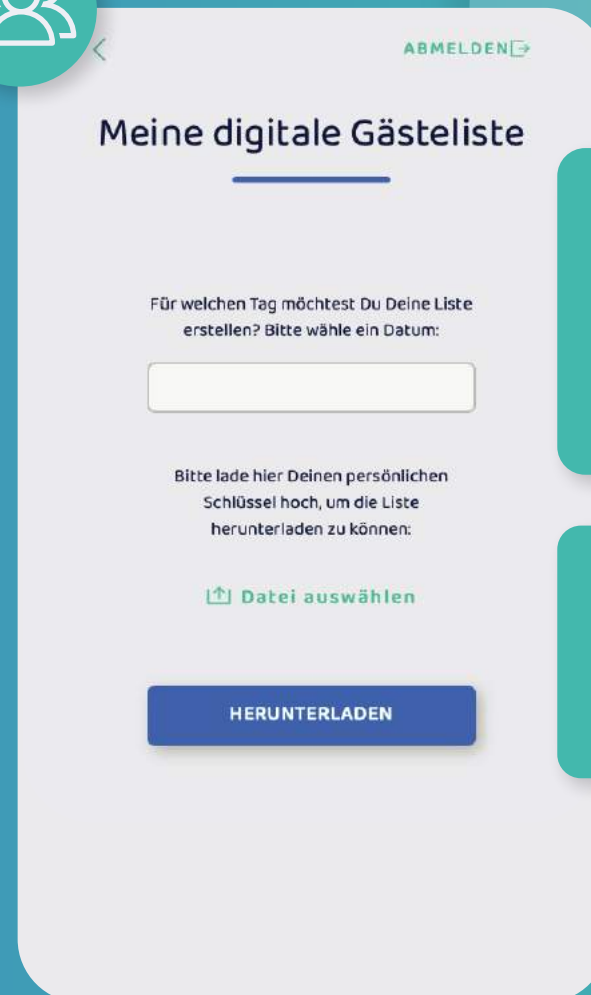 ABMELDEN
Meine digitale Gästeliste
Für welchen Tag möchtest Du Deine Liste
erstellen? Bitte wähle ein Datum:
Bitte lade hier Deinen persönlichen
Schlüssel hoch, um die Liste
herunterladen zu können:
Datei auswählen
HERUNTERLADEN